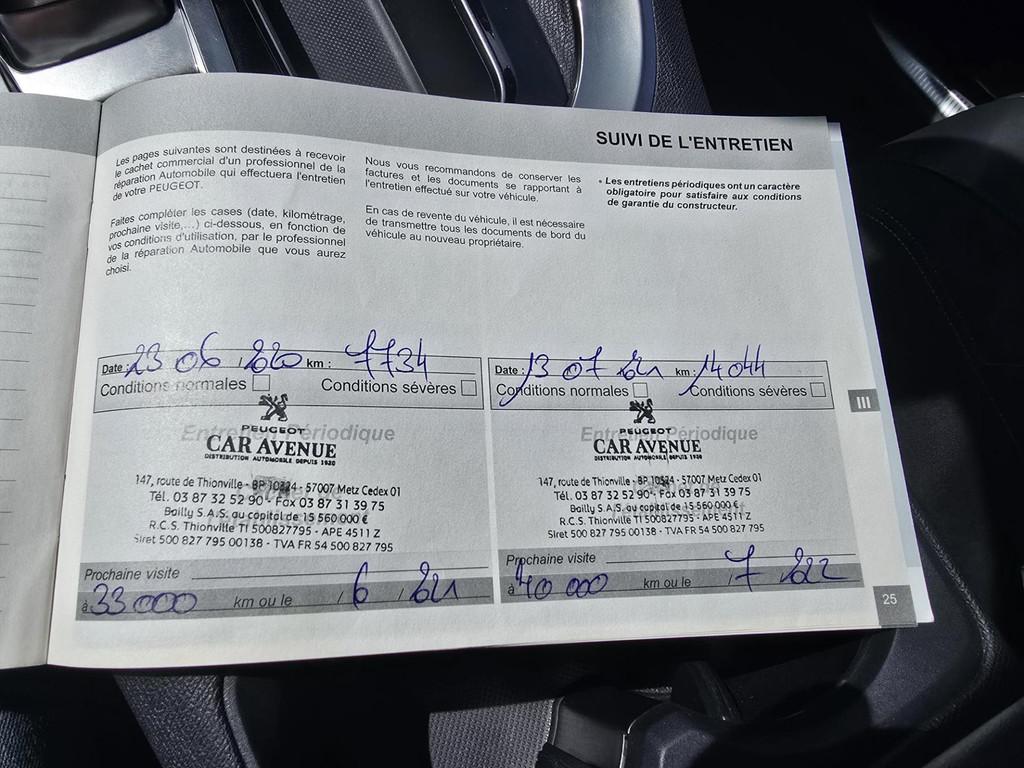 SUIVI DE L'ENTRETIEN
Les pages suivantes sont destinées à recevoir
le cachet commercial d'un professionnel de la
réparation Automobile qui effectuera l'entretien
de votre PEUGEOT.
Faites compléter les cases (date, kilométrage,
prochaine visite,...) ci-dessous, en fonction de
vos conditions d'utilisation, par le professionnel
de la réparation Automobile que vous aurez
choisi.
Nous vous recommandons de conserver les
factures et les documents se rapportant à
l'entretien effectué sur votre véhicule.
En cas de revente du véhicule, il est nécessaire
de transmettre tous les documents de bord du
véhicule au nouveau propriétaire.
• Les entretiens périodiques ont un caractère
obligatoire pour satisfaire aux conditions
de garantie du constructeur.
Date : 23 06 / 2020 km : 7734
Conditions normales Conditions sévères
Entretien Périodique
PEUGEOT
CAR AVENUE
DISTRIBUTION AUTOMOBILE DEPUIS 1930
147, route de Thionville - BP - 57007 Metz Cedex 01
Tél. 03 87 32 52 90 - Fax 03 87 31 39 75
Bailly S.A.S. au capital de 15 560 000 €
R.C.S. Thionville TI 500827795 - APE 4511 Z
Siret 500 827 795 00138 - TVA FR 54 500 827 795
Prochaine visite
à 33 000 km ou le / 6 / 21
Date : 13 07 / 21 km : 14 044
Conditions normales Conditions sévères
Entretien Périodique
PEUGEOT
CAR AVENUE
DISTRIBUTION AUTOMOBILE DEPUIS 1930
147, route de Thionville - BP - 57007 Metz Cedex 01
Tél. 03 87 32 52 90 - Fax 03 87 31 39 75
Bailly S.A.S. au capital de 15 560 000 €
R.C.S. Thionville TI 500827795 - APE 4511 Z
Siret 500 827 795 00138 - TVA FR 54 500 827 795
Prochaine visite
à 40 000 km ou le / 7 / 22
III
25